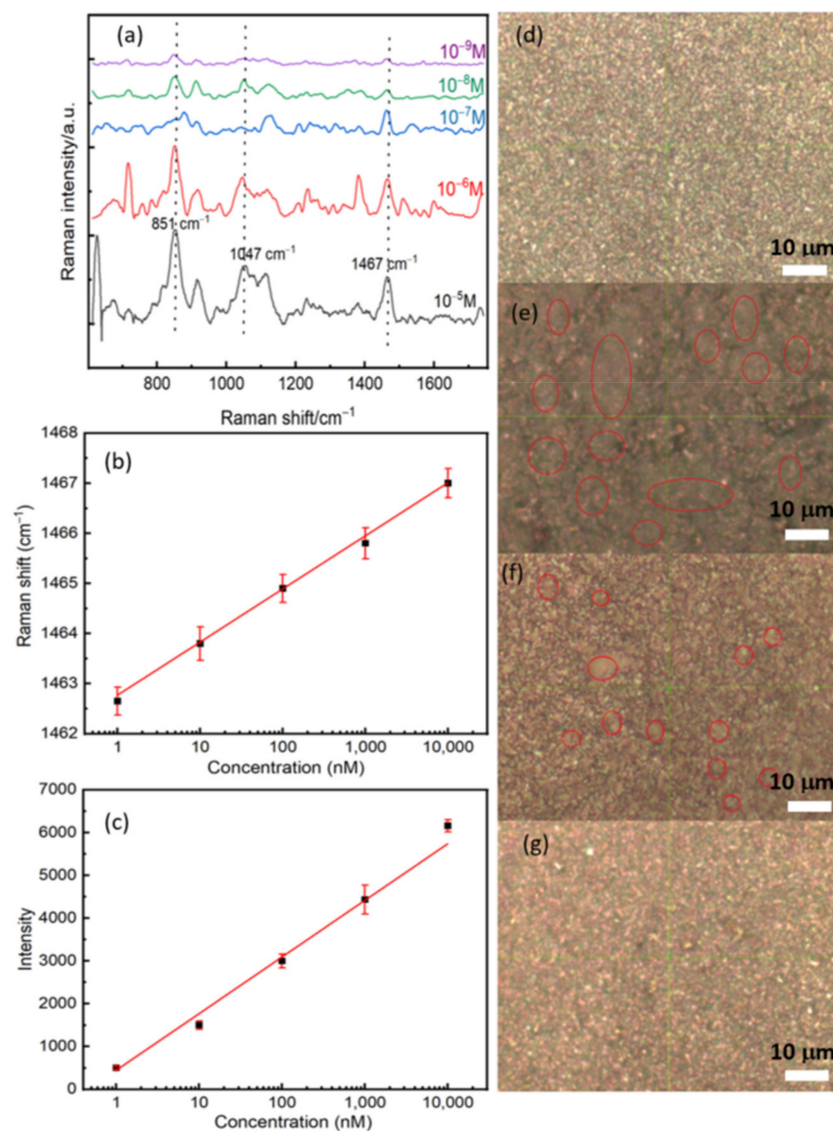 (a)
10⁻⁹M
10⁻⁸M
10⁻⁷M
10⁻⁶M
851 cm⁻¹
1047 cm⁻¹
1467 cm⁻¹
10⁻⁵M
Raman intensity/a.u.
800 1000 1200 1400 1600
Raman shift/cm⁻¹
(b)
1468
1467
1466
1465
1464
1463
1462
Raman shift (cm⁻¹)
1 10 100 1,000 10,000
Concentration (nM)
(c)
7000
6000
5000
4000
3000
2000
1000
0
Intensity
1 10 100 1,000 10,000
Concentration (nM)
(d)
10 μm
(e)
10 μm
(f)
10 μm
(g)
10 μm